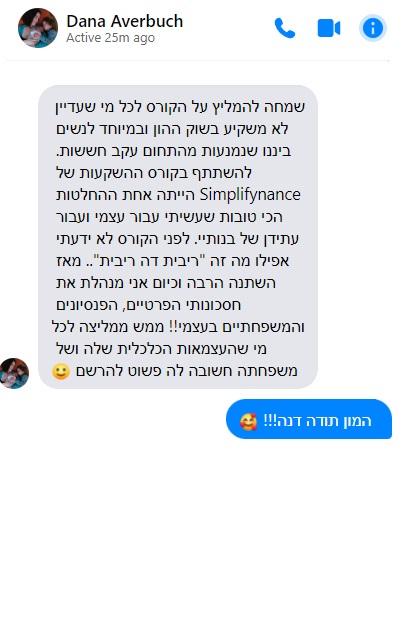 Dana Averbuch
Active 25m ago
שמחה להמליץ על הקורס לכל מי שעדיין
לא משקיע בשוק ההון ובמיוחד לנשים
ביננו שנמנעות מהתחום עקב חששות.
להשתתף בקורס ההשקעות של
Simplifynance הייתה אחת ההחלטות
הכי טובות שעשיתי עבור עצמי ועבור
עתידן של בנותיי. לפני הקורס לא ידעתי
אפילו מה זה "ריבית דה ריבית".. מאז
השתנה הרבה וכיום אני מנהלת את
חסכונותי הפרטיים, הפנסיונים
והמשפחתיים בעצמי!! ממש ממליצה לכל
מי שהעצמאות הכלכלית שלה ושל
משפחתה חשובה לה פשוט להרשם 🙂
המון תודה דנה!!! 🥰